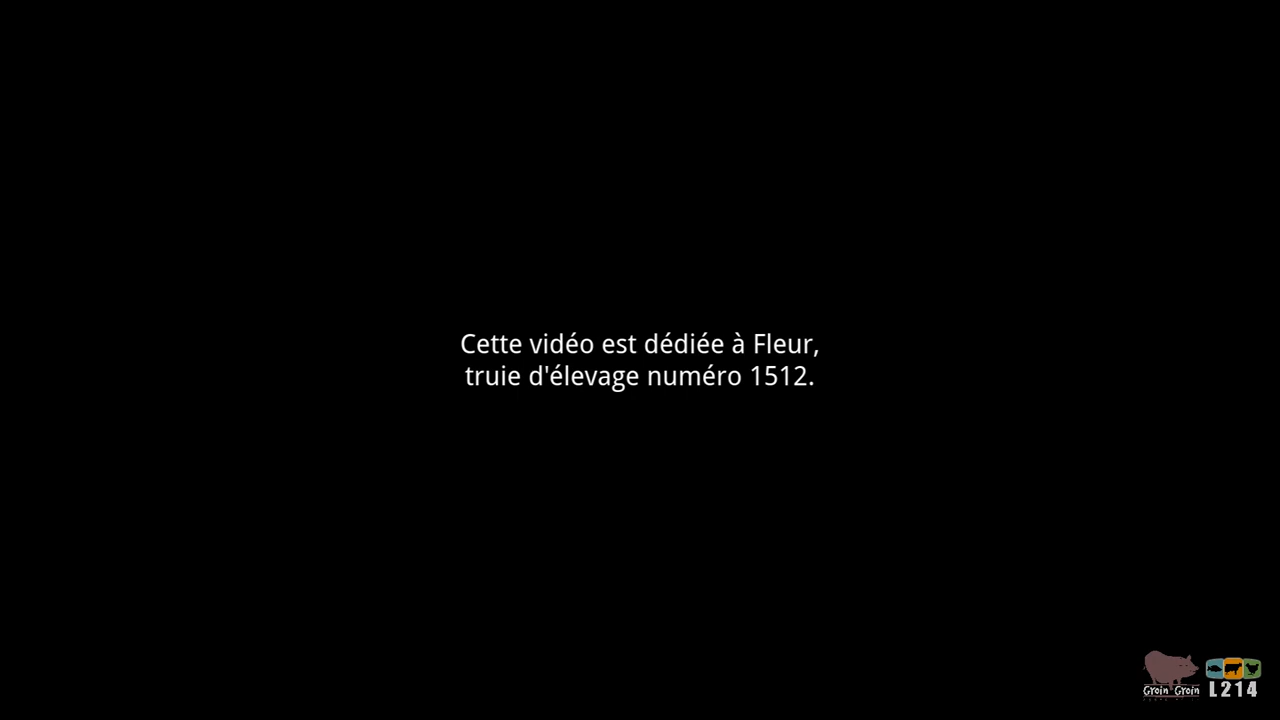 Cette vidéo est dédiée à Fleur,
truie d'élevage numéro 1512.
Groin Groin
L214